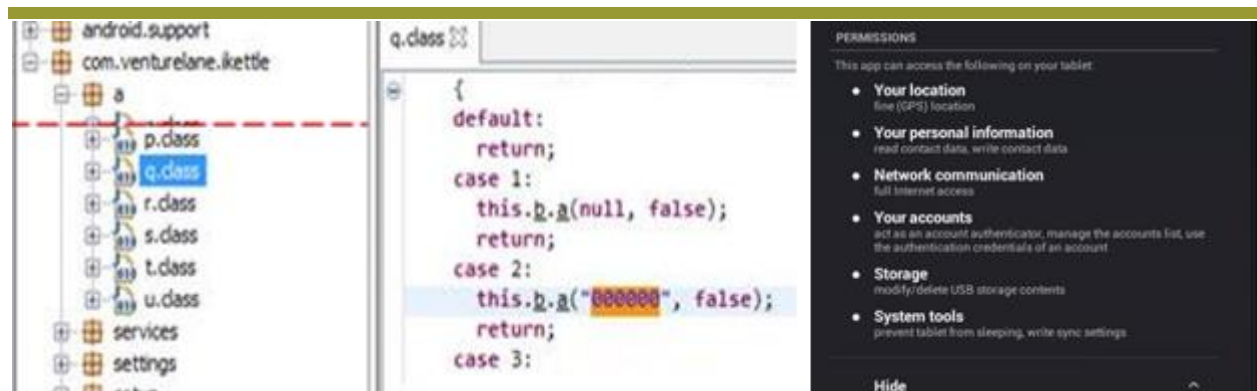 android.support
com.venturelane.ikettle
a
p.class
q.class
r.class
s.class
t.class
u.class
services
settings
q.class
{
default:
return;
case 1:
this.b.a(null, false);
return;
case 2:
this.b.a("000000", false);
return;
case 3:
PERMISSIONS
This app can access the following on your tablet:
• Your location
fine (GPS) location
• Your personal information
read contact data, write contact data
• Network communication
full Internet access
• Your accounts
act as an account authenticator, manage the accounts list, use
the authentication credentials of an account
• Storage
modify/delete USB storage contents
• System tools
prevent tablet from sleeping, write sync settings
Hide